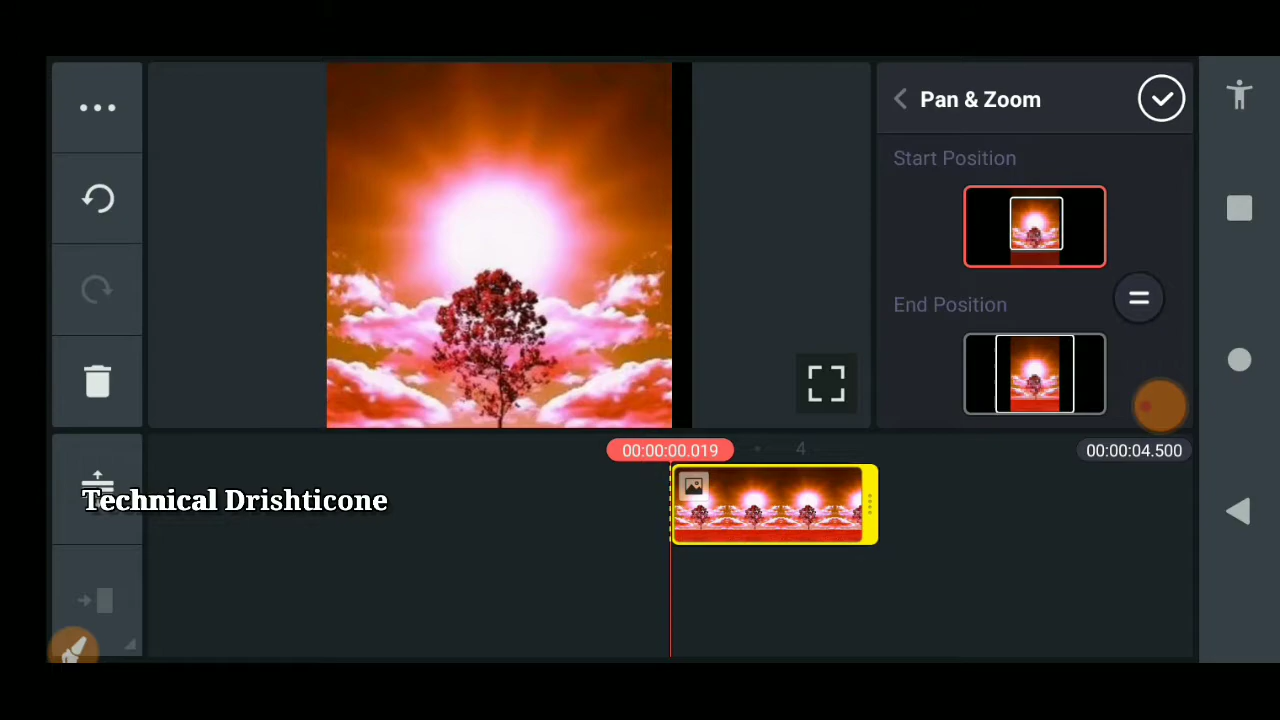 Pan & Zoom
Start Position
End Position
00:00:00.019
4
00:00:04.500
Technical Drishticone